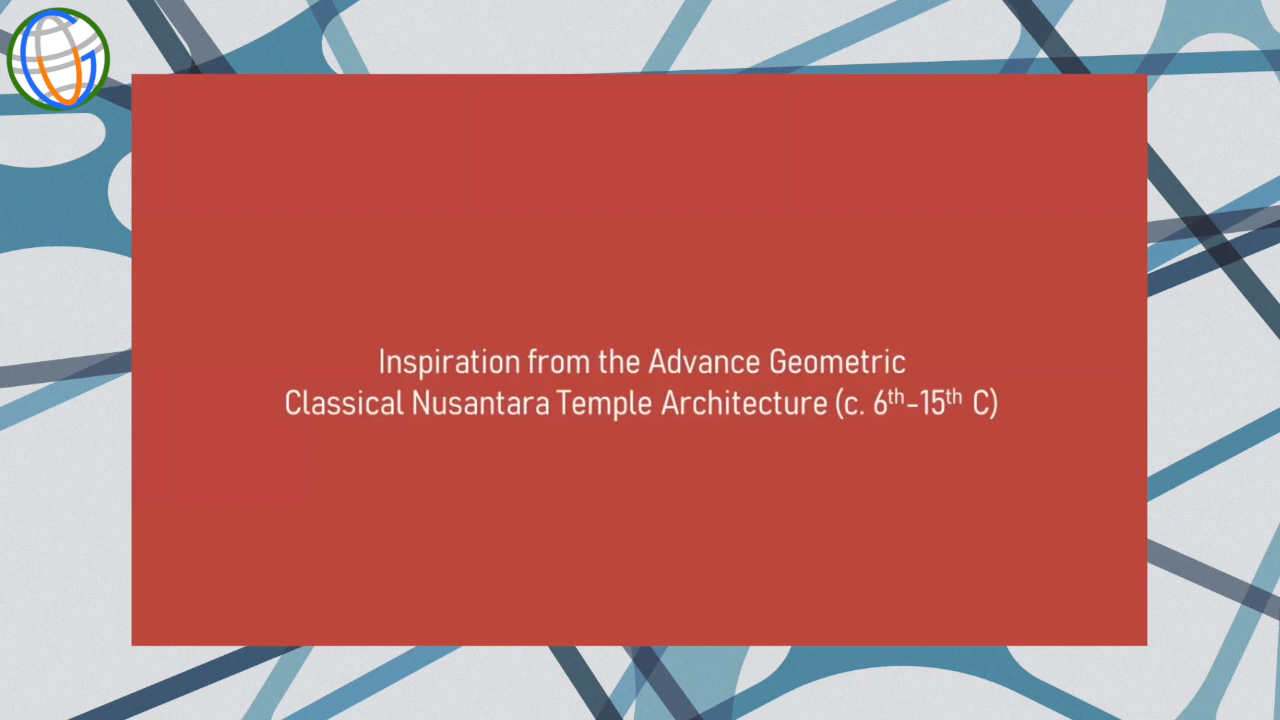 Inspiration from the Advance Geometric
Classical Nusantara Temple Architecture (c. 6th-15th C)